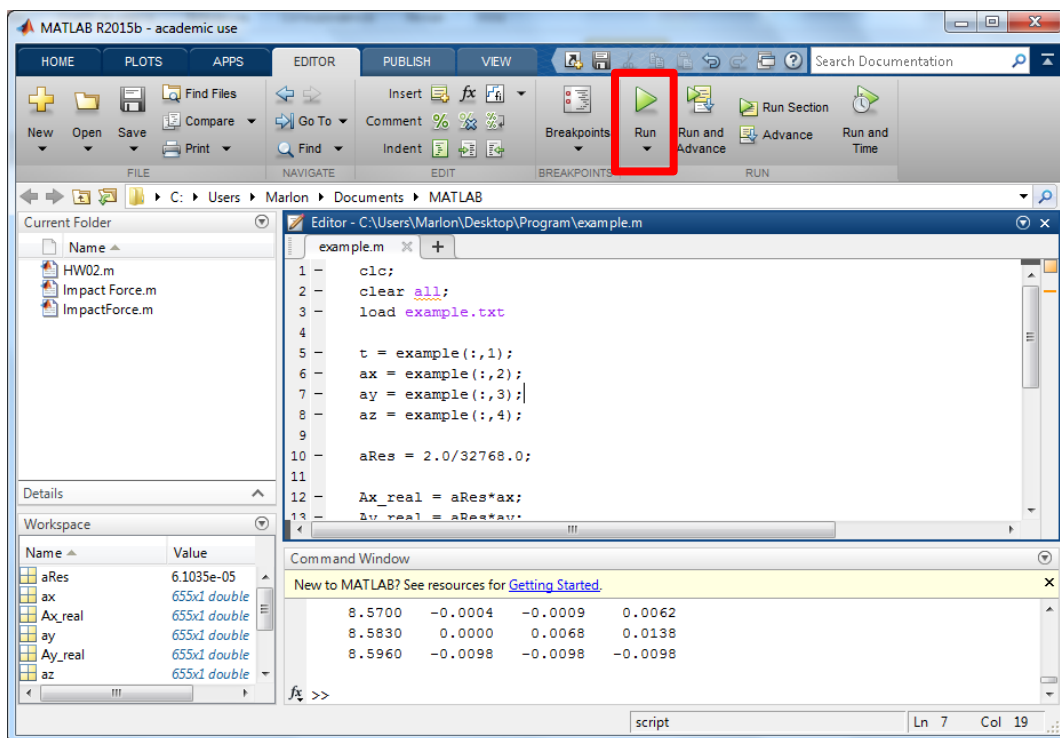 MATLAB R2015b - academic use
HOME PLOTS APPS EDITOR PUBLISH VIEW Search Documentation
New Open Save Find Files Compare Print
FILE
Go To Find
NAVIGATE
Insert fx
Comment
Indent
EDIT
Breakpoints
BREAKPOINTS
Run Run and Advance Run Section Advance Run and Time
RUN
C: Users Marlon Documents MATLAB
Current Folder
Name
HW02.m
Impact Force.m
ImpactForce.m
Details
Workspace
Name Value
aRes 6.1035e-05
ax 655x1 double
Ax_real 655x1 double
ay 655x1 double
Ay_real 655x1 double
az 655x1 double
Editor - C:\Users\Marlon\Desktop\Program\example.m
example.m × +
1 - clc;
2 - clear all;
3 - load example.txt
4
5 - t = example(:,1);
6 - ax = example(:,2);
7 - ay = example(:,3);
8 - az = example(:,4);
9
10 - aRes = 2.0/32768.0;
11
12 - Ax_real = aRes*ax;
13 - Ay_real = aRes*ay;
Command Window
New to MATLAB? See resources for Getting Started.
8.5700 -0.0004 -0.0009 0.0062
8.5830 0.0000 0.0068 0.0138
8.5960 -0.0098 -0.0098 -0.0098
fx >>
script Ln 7 Col 19